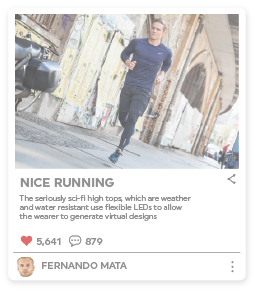 NICE RUNNING
The seriously sci-fi high tops, which are weather
and water resistant use flexible LEDs to allow
the wearer to generate virtual designs
5,641 879
FERNANDO MATA